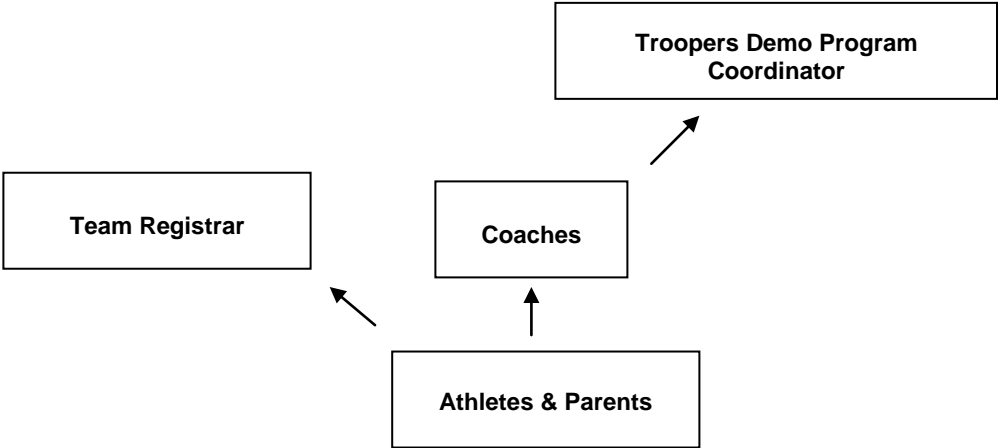 Troopers Demo Program
Coordinator
Team Registrar
Coaches
Athletes & Parents